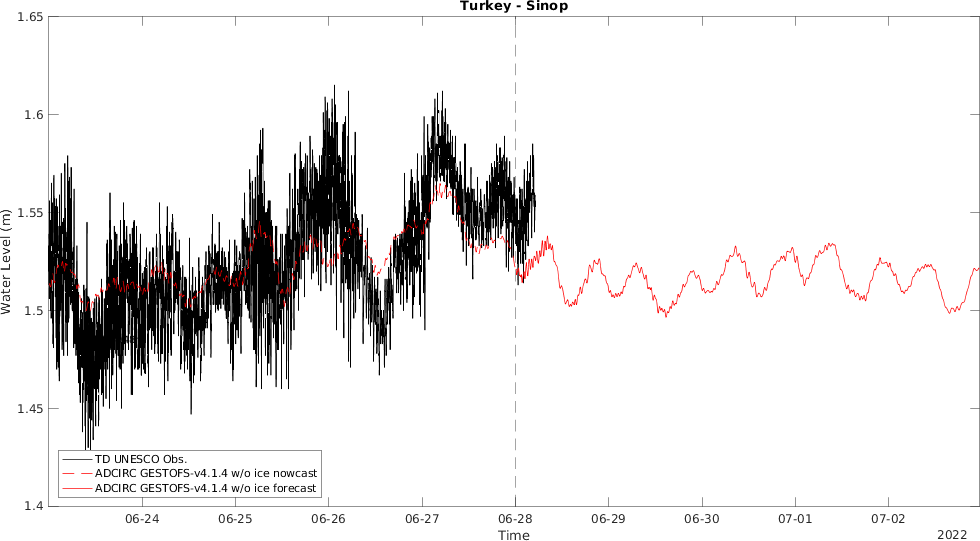 Turkey - Sinop
1.65
1.6
1.55
1.5
1.45
1.4
Water Level (m)
TD UNESCO Obs.
ADCIRC GESTOFS-v4.1.4 w/o ice nowcast
ADCIRC GESTOFS-v4.1.4 w/o ice forecast
06-24 06-25 06-26 06-27 06-28 06-29 06-30 07-01 07-02
Time
2022